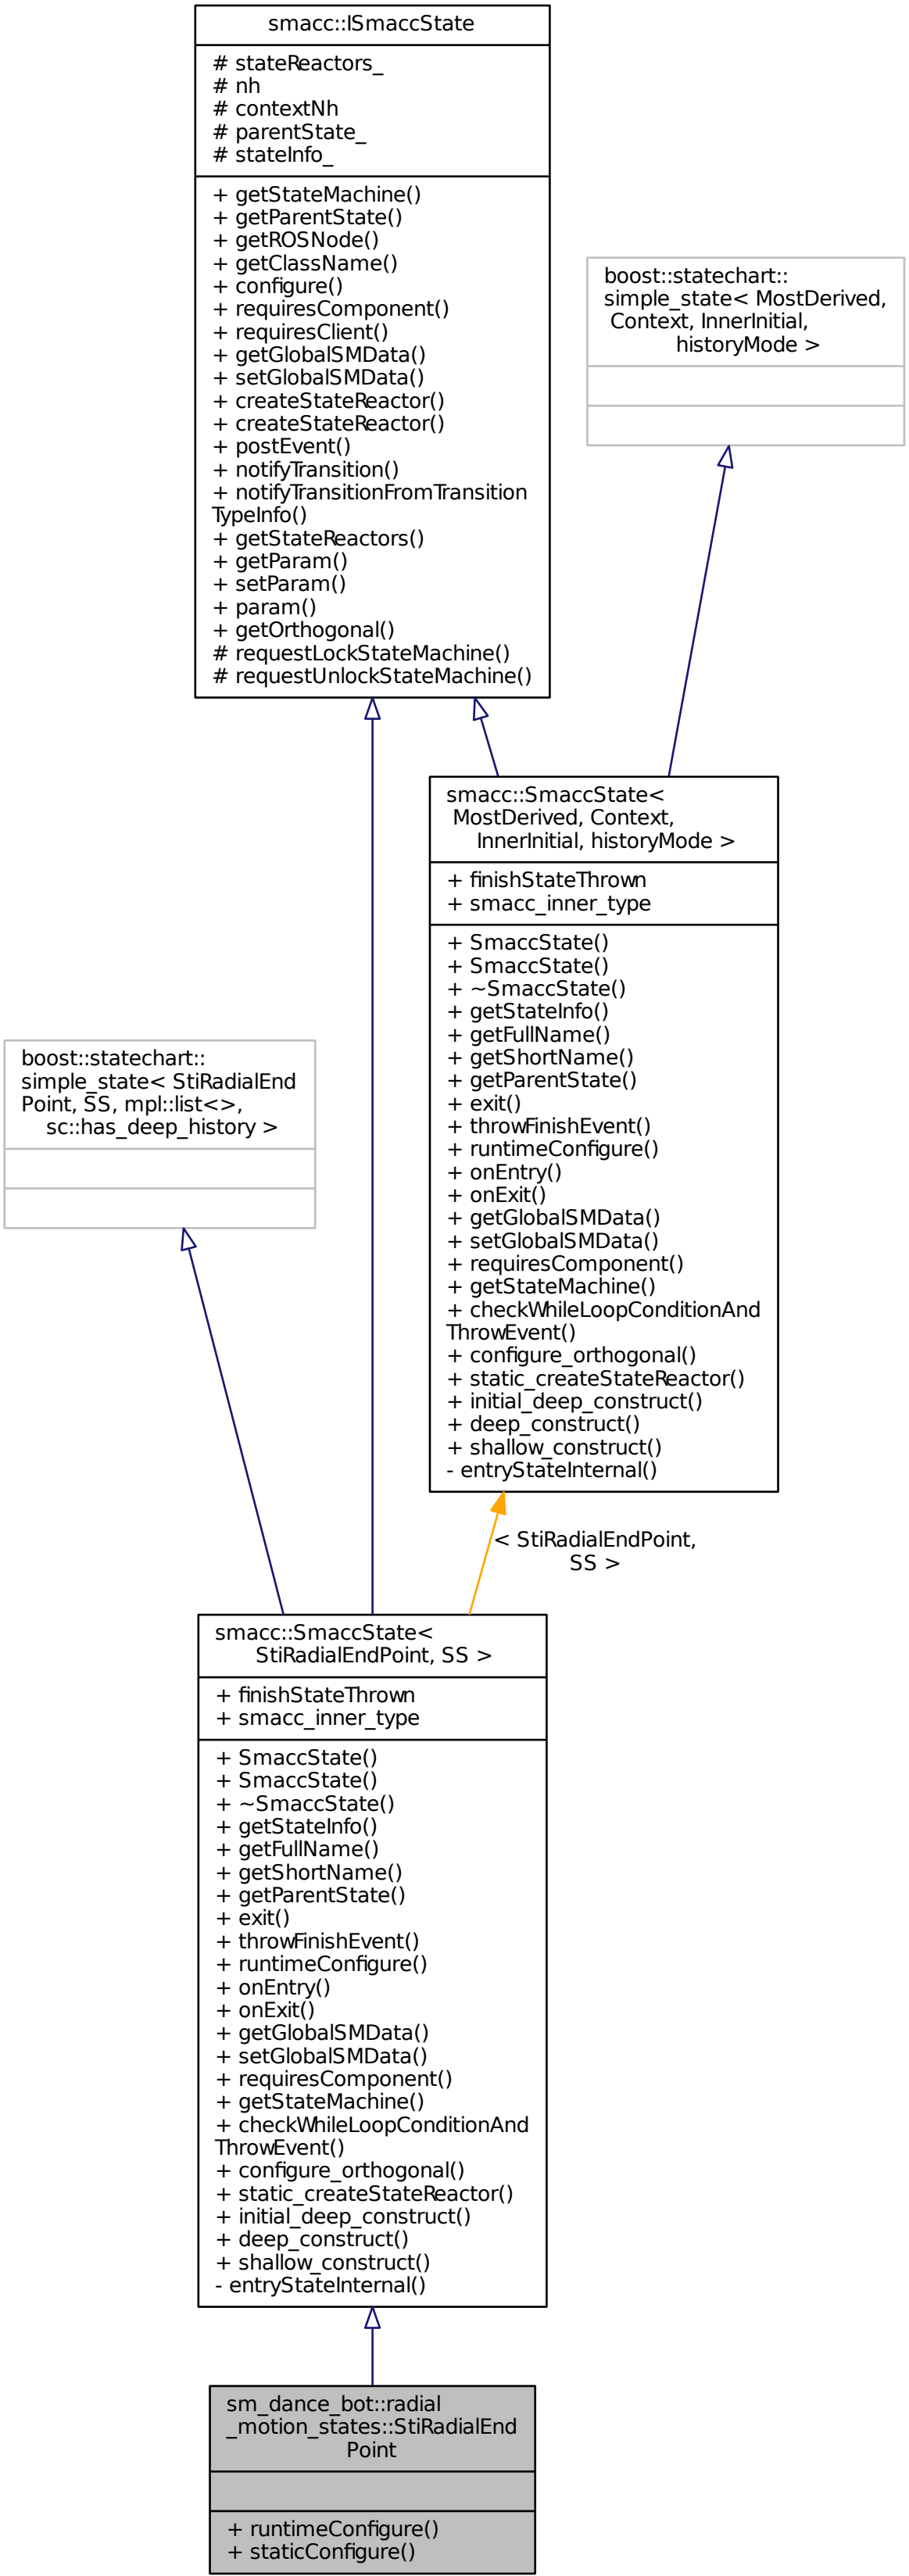 smacc::ISmaccState
# stateReactors_
# nh
# contextNh
# parentState_
# stateInfo_
+ getStateMachine()
+ getParentState()
+ getROSNode()
+ getClassName()
+ configure()
+ requiresComponent()
+ requiresClient()
+ getGlobalSMData()
+ setGlobalSMData()
+ createStateReactor()
+ createStateReactor()
+ postEvent()
+ notifyTransition()
+ notifyTransitionFromTransition
TypeInfo()
+ getStateReactors()
+ getParam()
+ setParam()
+ param()
+ getOrthogonal()
# requestLockStateMachine()
# requestUnlockStateMachine()
boost::statechart::
simple_state< MostDerived,
Context, InnerInitial,
historyMode >
smacc::SmaccState<
MostDerived, Context,
InnerInitial, historyMode >
+ finishStateThrown
+ smacc_inner_type
+ SmaccState()
+ SmaccState()
+ ~SmaccState()
+ getStateInfo()
+ getFullName()
+ getShortName()
+ getParentState()
+ exit()
+ throwFinishEvent()
+ runtimeConfigure()
+ onEntry()
+ onExit()
+ getGlobalSMData()
+ setGlobalSMData()
+ requiresComponent()
+ getStateMachine()
+ checkWhileLoopConditionAnd
ThrowEvent()
+ configure_orthogonal()
+ static_createStateReactor()
+ initial_deep_construct()
+ deep_construct()
+ shallow_construct()
- entryStateInternal()
boost::statechart::
simple_state< StiRadialEnd
Point, SS, mpl::list<>,
sc::has_deep_history >
< StiRadialEndPoint,
SS >
smacc::SmaccState<
StiRadialEndPoint, SS >
+ finishStateThrown
+ smacc_inner_type
+ SmaccState()
+ SmaccState()
+ ~SmaccState()
+ getStateInfo()
+ getFullName()
+ getShortName()
+ getParentState()
+ exit()
+ throwFinishEvent()
+ runtimeConfigure()
+ onEntry()
+ onExit()
+ getGlobalSMData()
+ setGlobalSMData()
+ requiresComponent()
+ getStateMachine()
+ checkWhileLoopConditionAnd
ThrowEvent()
+ configure_orthogonal()
+ static_createStateReactor()
+ initial_deep_construct()
+ deep_construct()
+ shallow_construct()
- entryStateInternal()
sm_dance_bot::radial
_motion_states::StiRadialEnd
Point
+ runtimeConfigure()
+ staticConfigure()